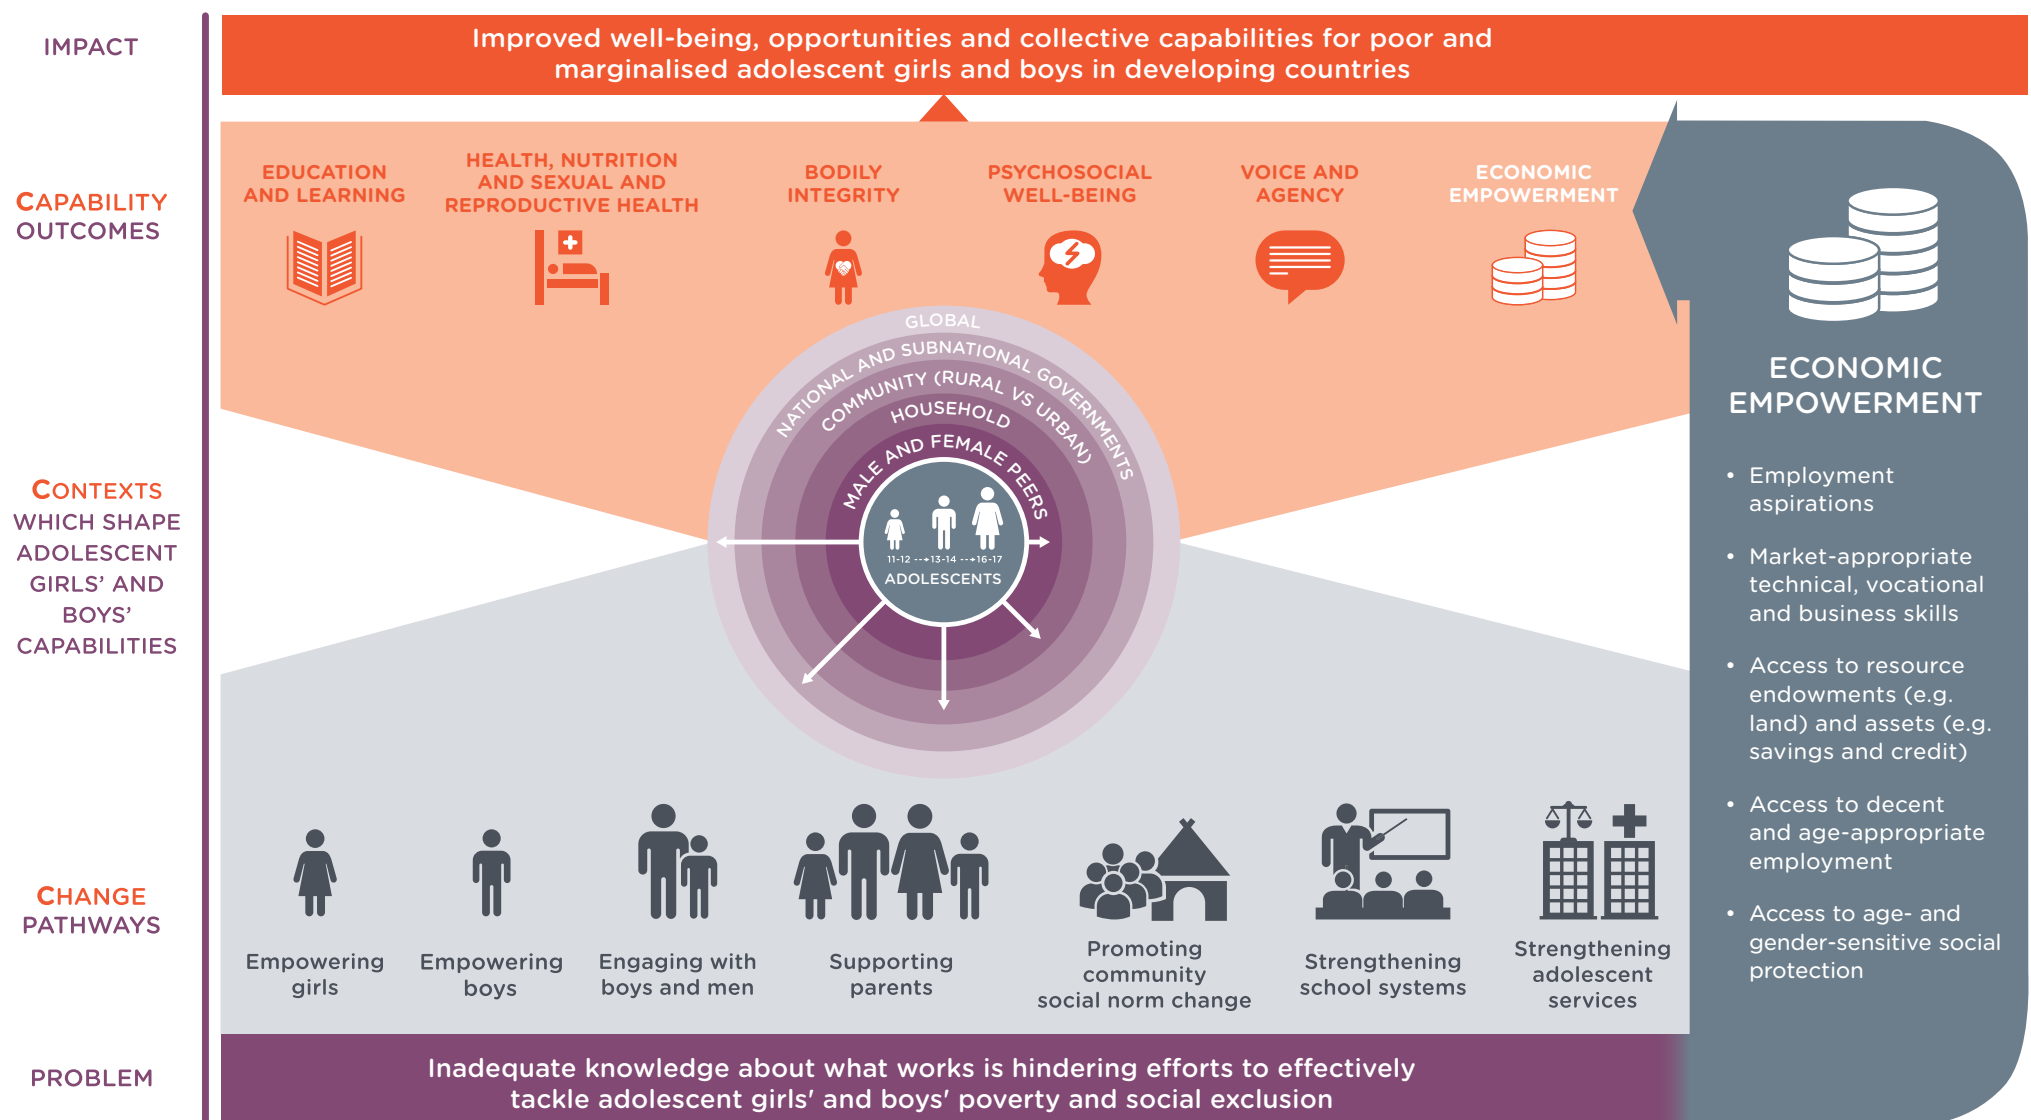 IMPACT
Improved well-being, opportunities and collective capabilities for poor and
marginalised adolescent girls and boys in developing countries
CAPABILITY
OUTCOMES
EDUCATION
AND LEARNING
HEALTH, NUTRITION
AND SEXUAL AND
REPRODUCTIVE HEALTH
BODILY
INTEGRITY
PSYCHOSOCIAL
WELL-BEING
VOICE AND
AGENCY
ECONOMIC
EMPOWERMENT
CONTEXTS
WHICH SHAPE
ADOLESCENT
GIRLS' AND
BOYS'
CAPABILITIES
GLOBAL
NATIONAL AND SUBNATIONAL GOVERNMENTS
COMMUNITY (RURAL VS URBAN)
HOUSEHOLD
MALE AND FEMALE PEERS
11-12 --→13-14 --→16-17
ADOLESCENTS
CHANGE
PATHWAYS
Empowering
girls
Empowering
boys
Engaging with
boys and men
Supporting
parents
Promoting
community
social norm change
Strengthening
school systems
Strengthening
adolescent
services
PROBLEM
Inadequate knowledge about what works is hindering efforts to effectively
tackle adolescent girls' and boys' poverty and social exclusion
ECONOMIC
EMPOWERMENT
• Employment
aspirations
• Market-appropriate
technical, vocational
and business skills
• Access to resource
endowments (e.g.
land) and assets (e.g.
savings and credit)
• Access to decent
and age-appropriate
employment
• Access to age- and
gender-sensitive social
protection